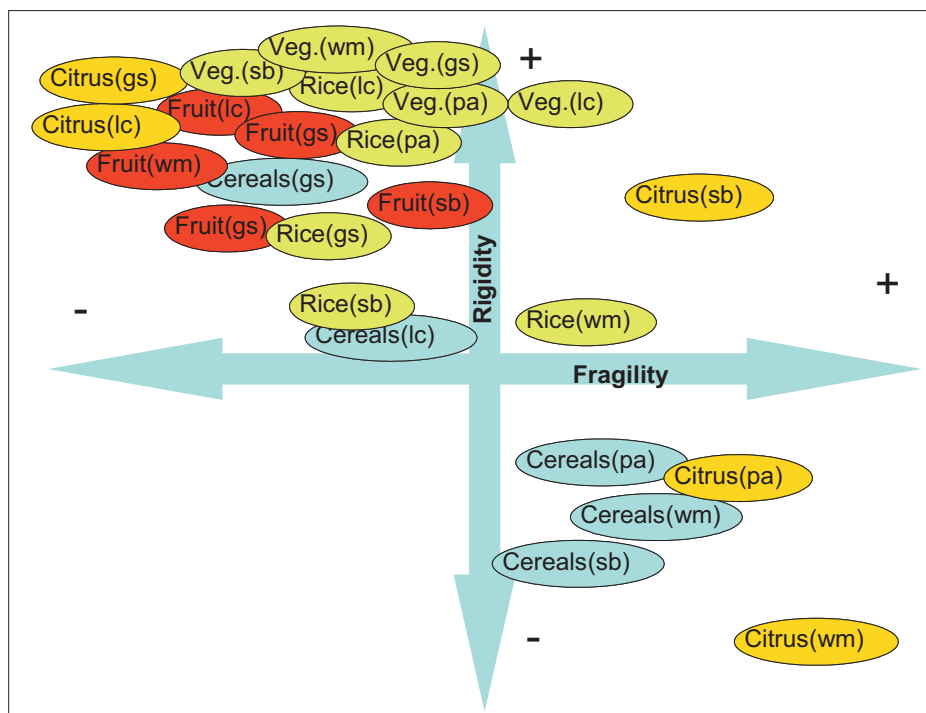 Veg.(wm)
Veg.(gs)
+
Citrus(gs)
Veg.(sb)
Rice(lc)
Veg.(pa)
Veg.(lc)
Fruit(lc)
Citrus(lc)
Fruit(gs)
Rice(pa)
Fruit(wm)
Cereals(gs)
Fruit(sb)
Citrus(sb)
Fruit(gs)
Rice(gs)
Rigidity
+
-
Rice(sb)
Rice(wm)
Cereals(lc)
Fragility
Cereals(pa)
Citrus(pa)
Cereals(wm)
Cereals(sb)
-
Citrus(wm)